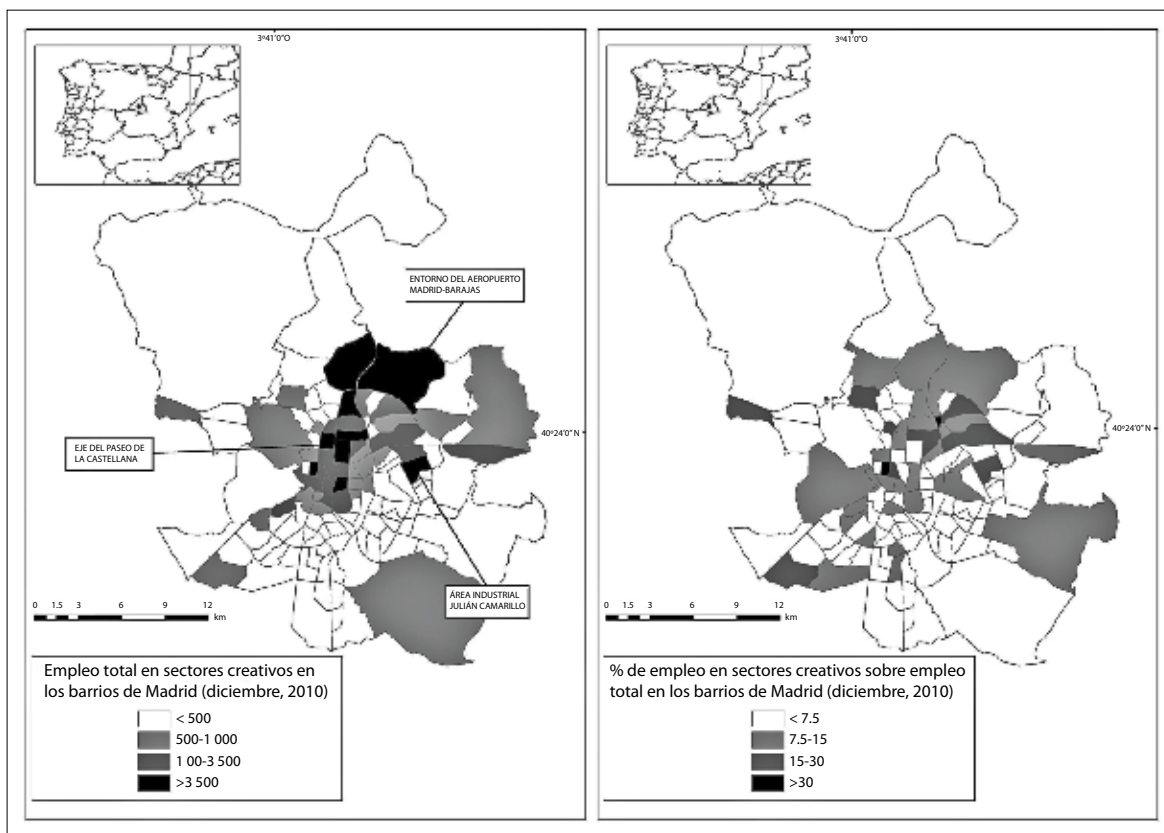 3º41'0"O
ENTORNO DEL AEROPUERTO
MADRID-BARAJAS
EJE DEL PASEO DE
LA CASTELLANA
40º24'0"N
ÁREA INDUSTRIAL
JULIÁN CAMARILLO
0 1.5 3 6 9 12
km
Empleo total en sectores creativos en
los barrios de Madrid (diciembre, 2010)
< 500
500-1 000
1 00-3 500
>3 500
3º41'0"O
40º24'0"N
0 1.5 3 6 9 12
km
% de empleo en sectores creativos sobre empleo
total en los barrios de Madrid (diciembre, 2010)
< 7.5
7.5-15
15-30
>30